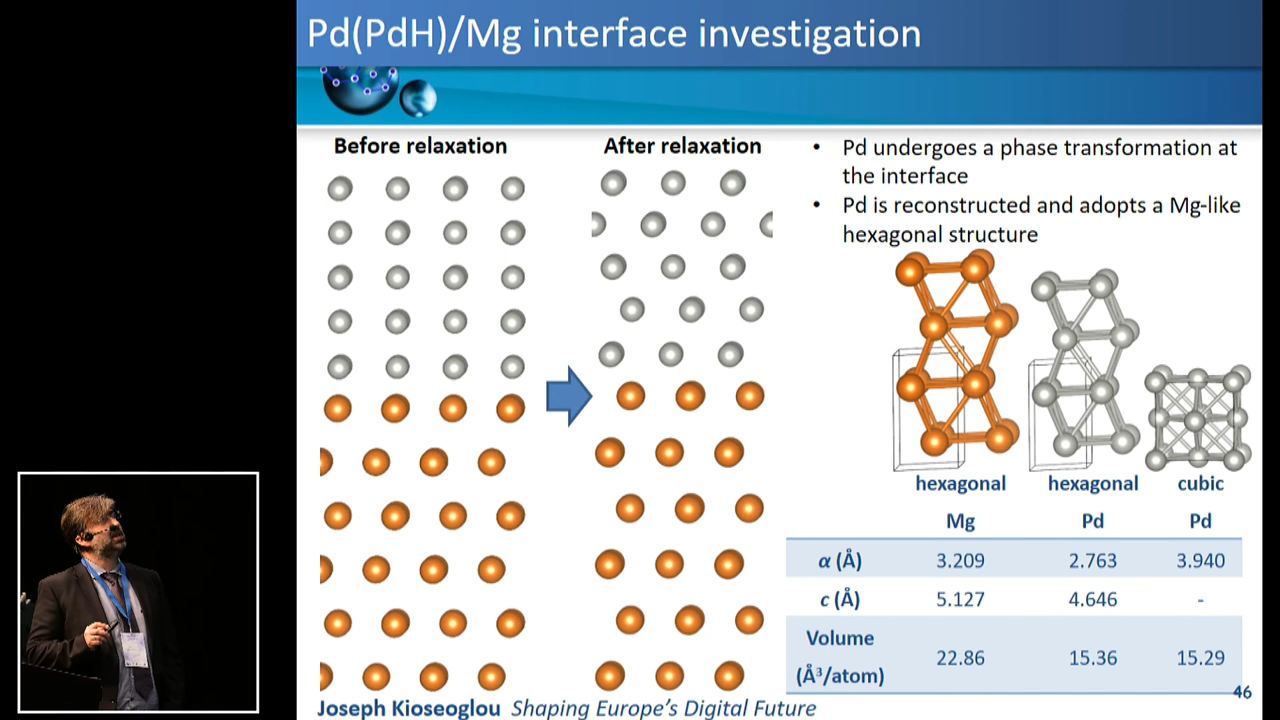 Pd(PdH)/Mg interface investigation
Before relaxation
After relaxation
• Pd undergoes a phase transformation at
the interface
• Pd is reconstructed and adopts a Mg-like
hexagonal structure
hexagonal hexagonal cubic
Mg Pd Pd
α (Å) 3.209 2.763 3.940
c (Å) 5.127 4.646 -
Volume
(Å³/atom) 22.86 15.36 15.29
46
Joseph Kioseoglou Shaping Europe's Digital Future